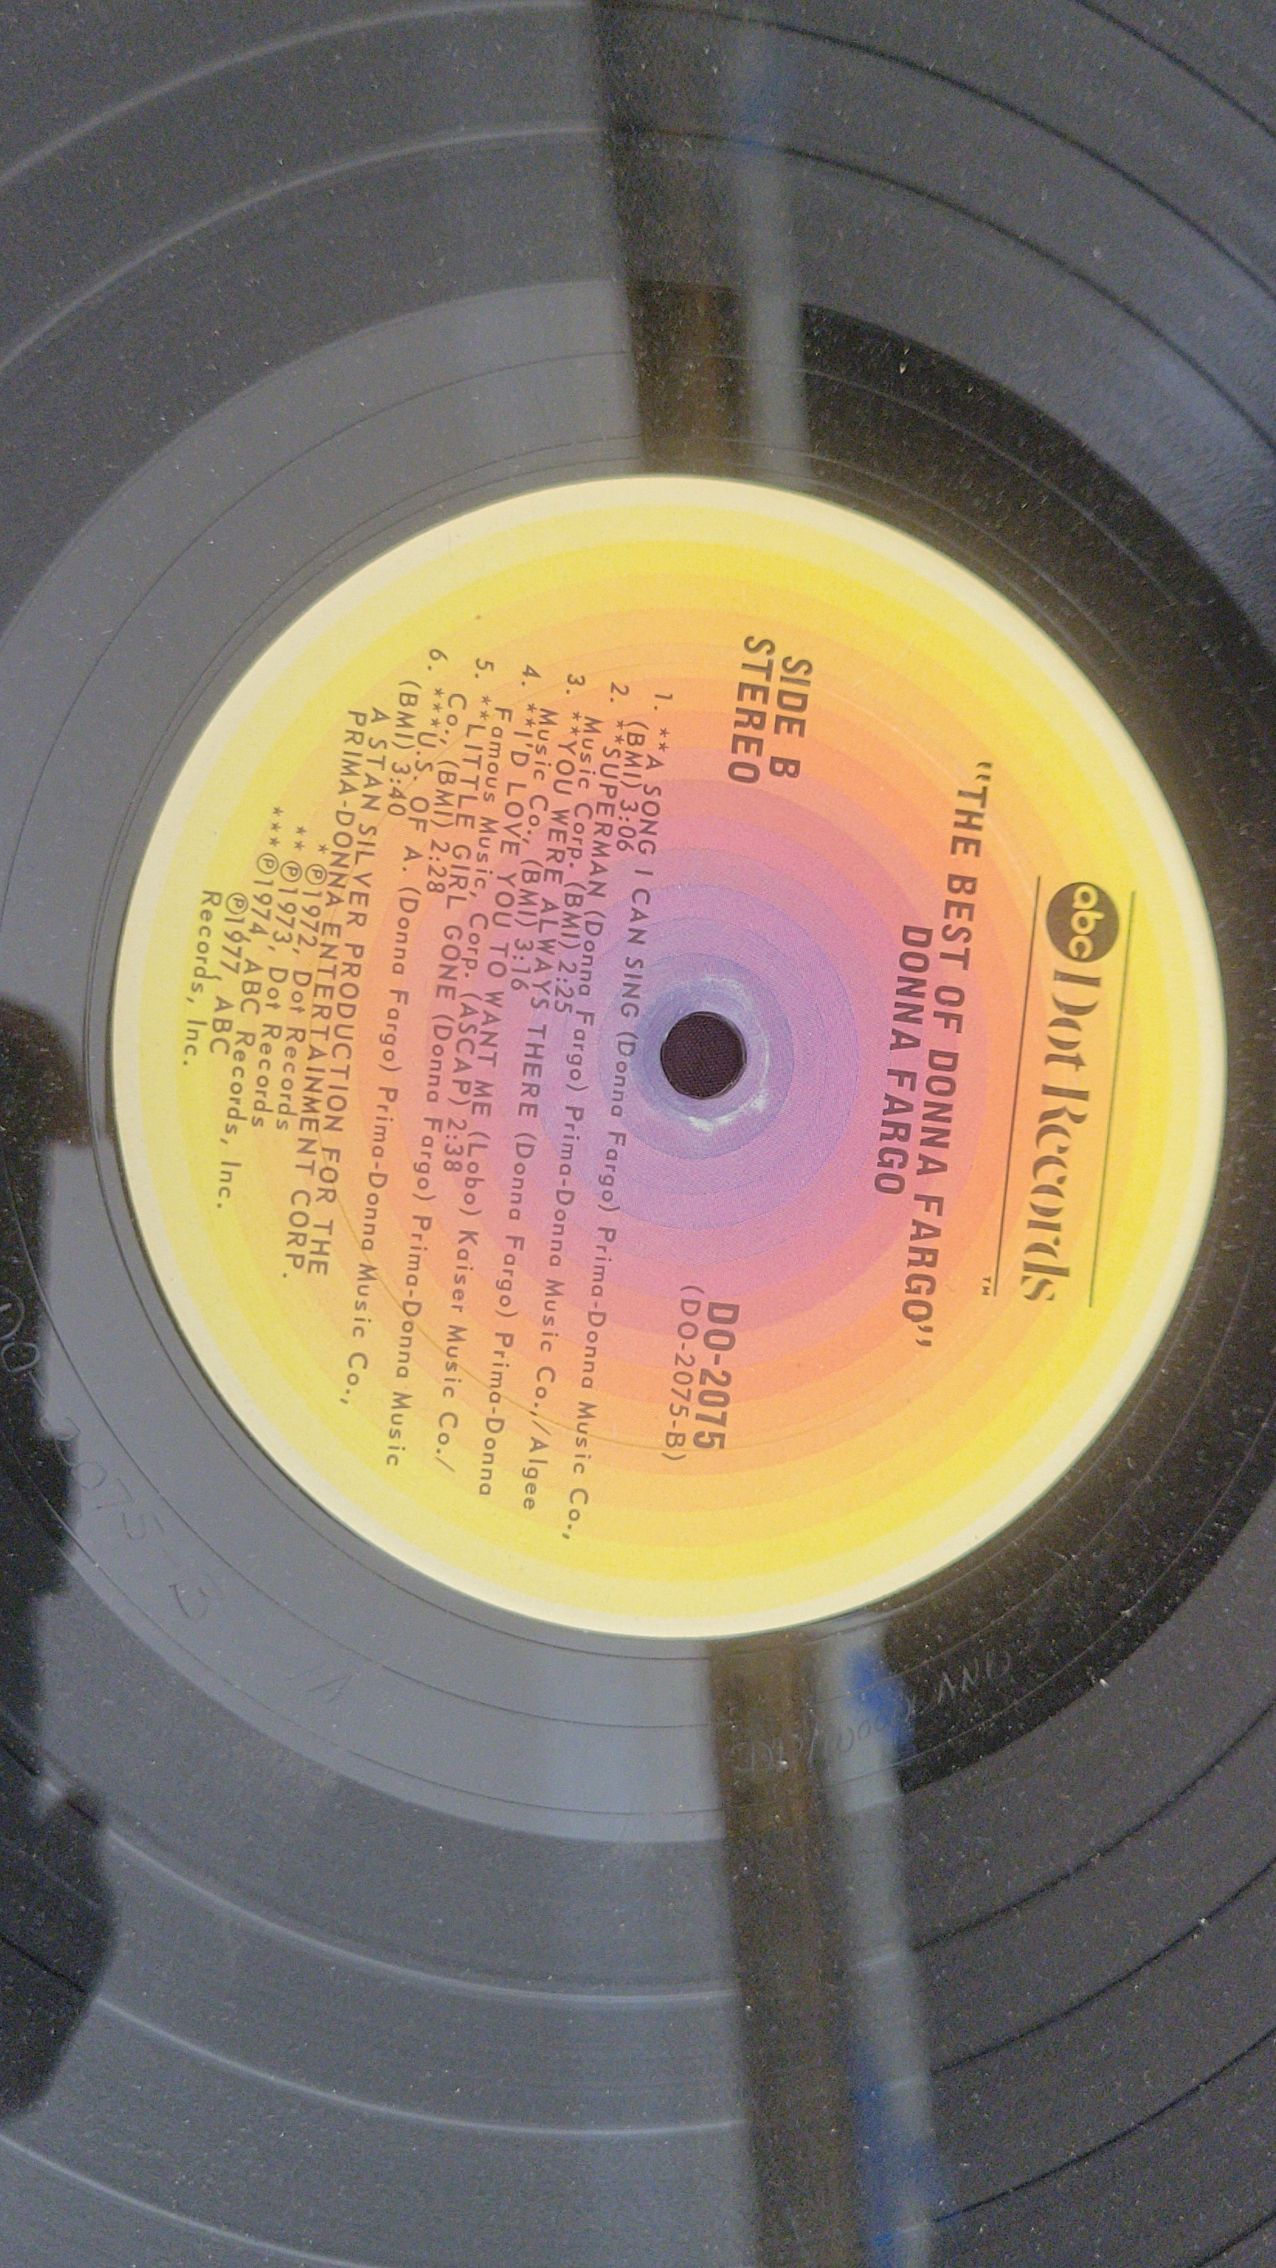 abc Dot Records
TM
"THE BEST OF DONNA FARGO"
DONNA FARGO
SIDE B
STEREO
DO-2075
(DO-2075-B)
1. **A SONG I CAN SING (Donna Fargo) Prima-Donna Music Co.,
(BMI) 3:06
2. **SUPERMAN (Donna Fargo) Prima-Donna Music Co.,/Algee
Music Corp. (BMI) 2:25
3. **YOU WERE ALWAYS THERE (Donna Fargo) Prima-Donna
Music Co., (BMI) 3:16
4. **I'D LOVE YOU TO WANT ME (Lobo) Kaiser Music Co./
Famous Music, Corp. (ASCAP) 2:38
5. **LITTLE GIRL GONE (Donna Fargo) Prima-Donna Music
Co., (BMI) 2:28
6. ***U.S. OF A. (Donna Fargo) Prima-Donna Music Co.,
(BMI) 3:40
A STAN SILVER PRODUCTION FOR THE
PRIMA-DONNA ENTERTAINMENT CORP.
*℗1972, Dot Records
**℗1973, Dot Records
***℗1974, ABC Records, Inc.
℗1977, ABC
Records, Inc.
2075